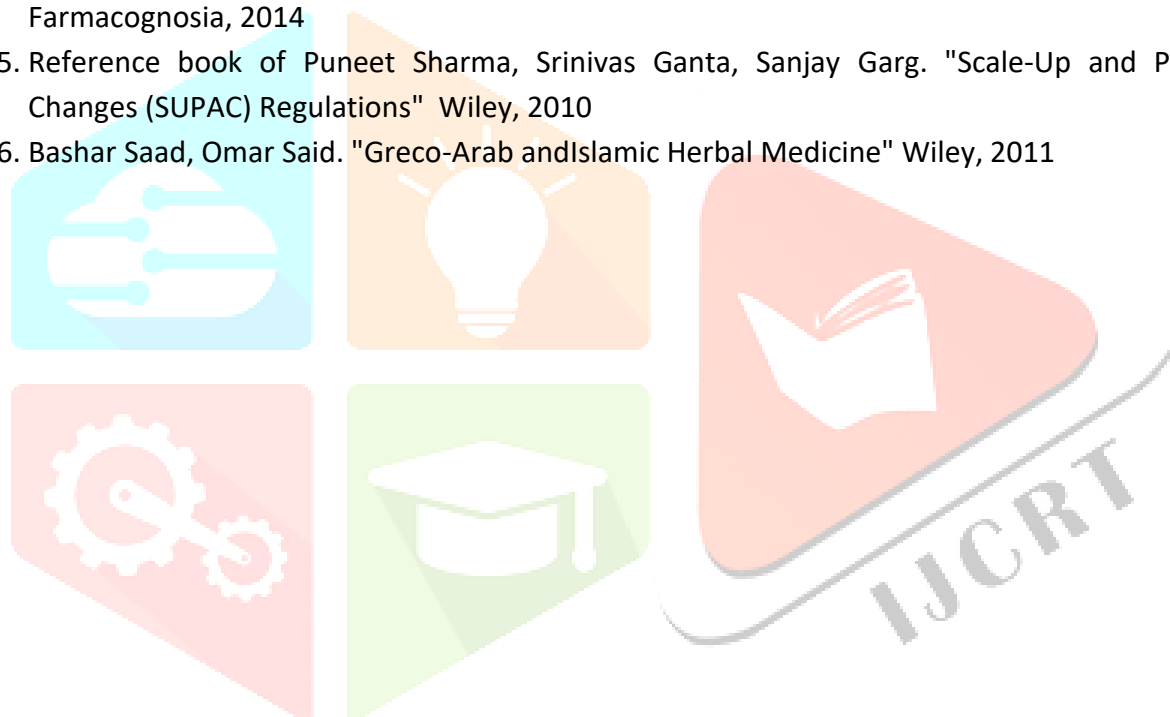 Farmacognosia, 2014
5. Reference book of Puneet Sharma, Srinivas Ganta, Sanjay Garg. "Scale-Up and P
Changes (SUPAC) Regulations" Wiley, 2010
6. Bashar Saad, Omar Said. "Greco-Arab andIslamic Herbal Medicine" Wiley, 2011
IJCRT